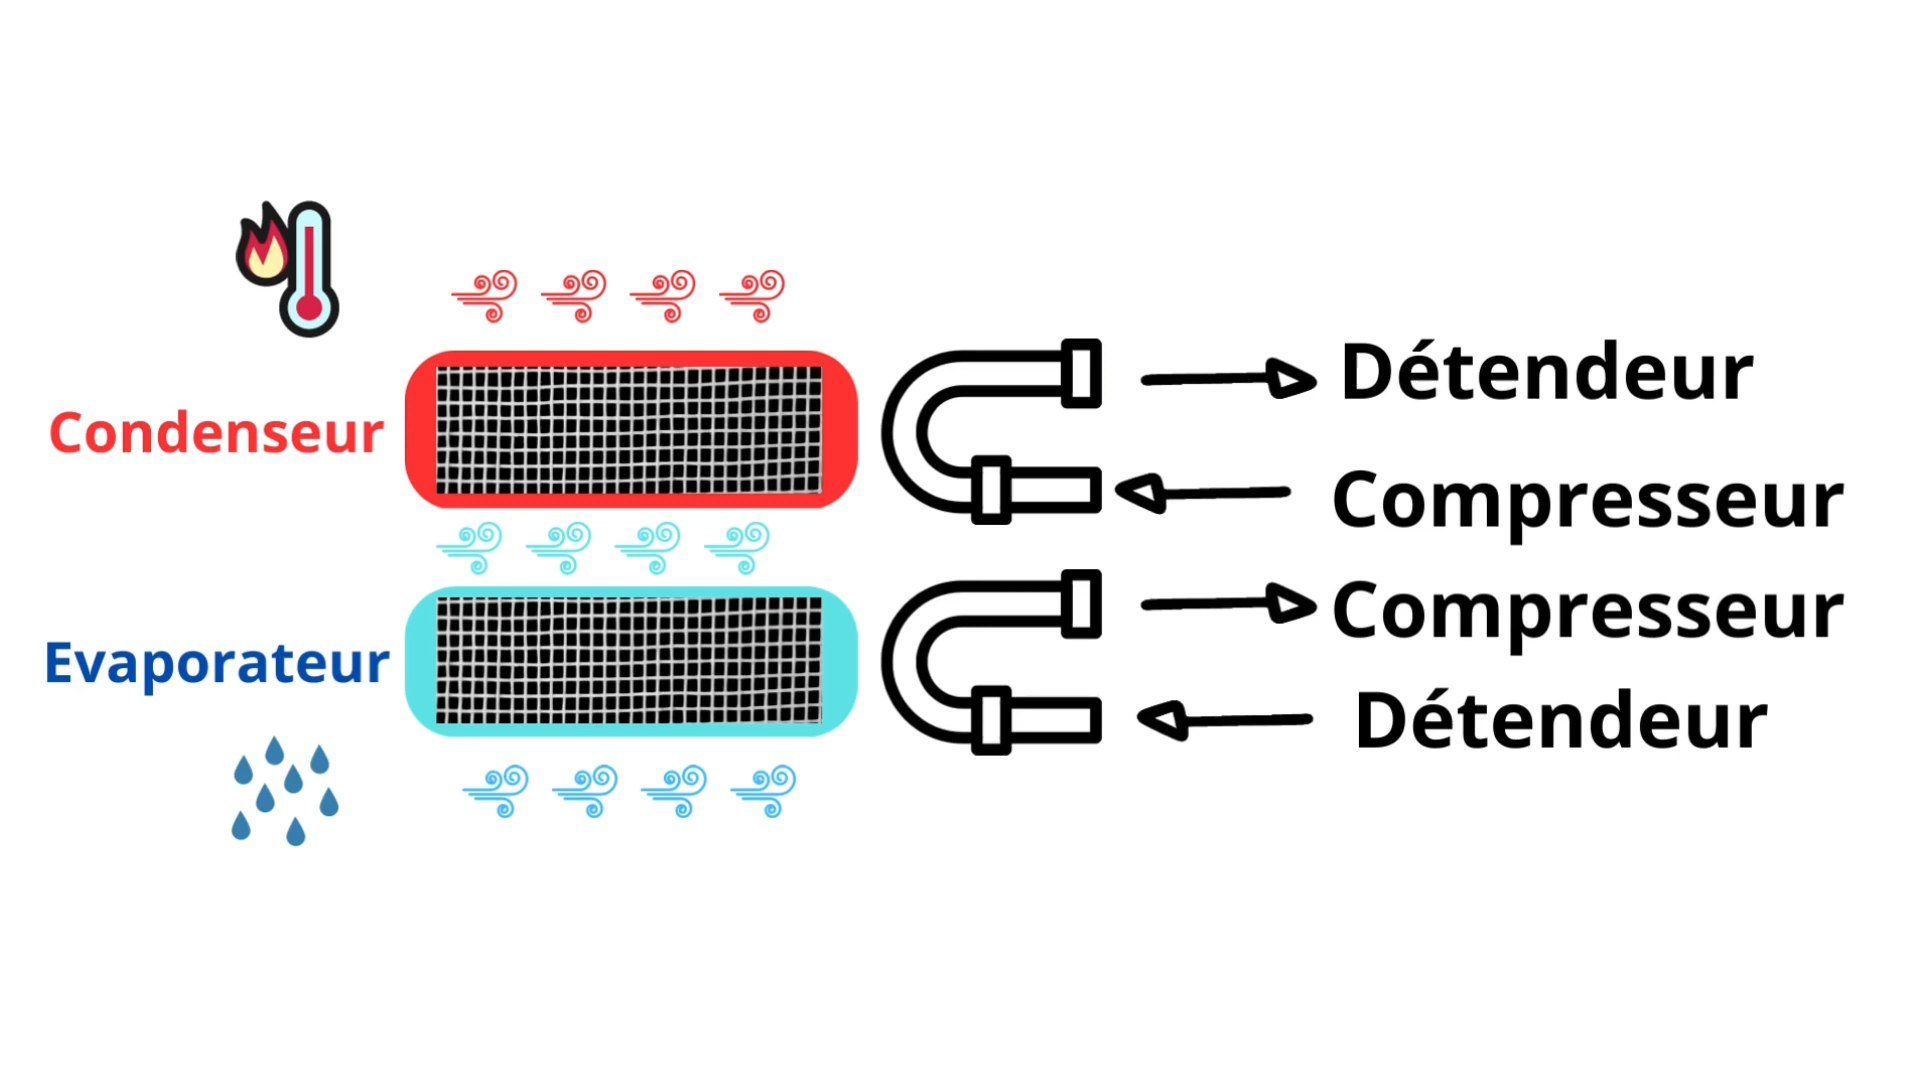 Condenseur
Détendeur
Compresseur
Evaporateur
Compresseur
Détendeur